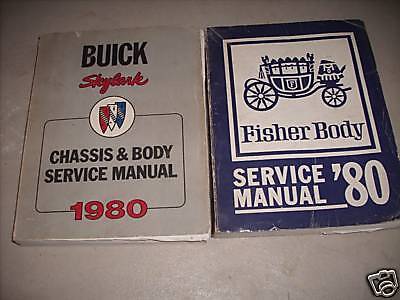 BUICK
Skylark
CHASSIS & BODY
SERVICE MANUAL
1980
Fisher Body
SERVICE
MANUAL '80